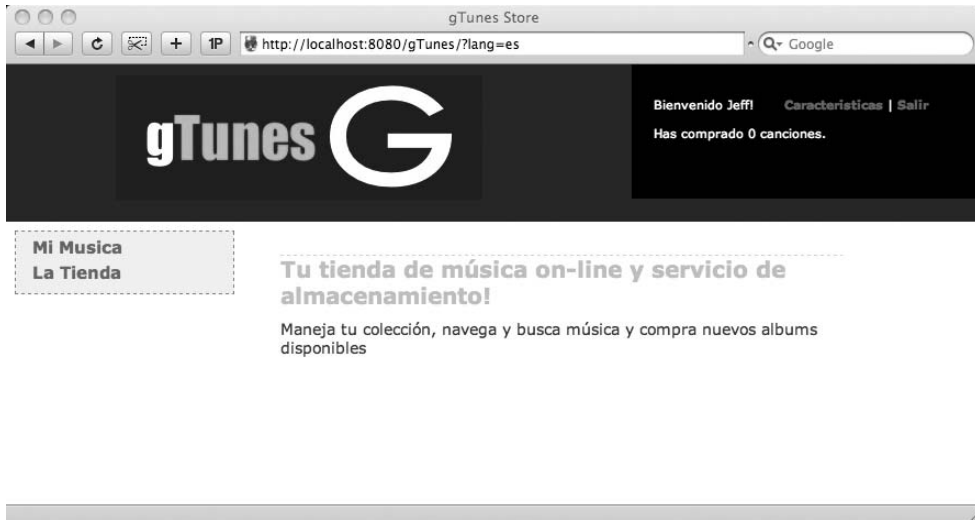 gTunes Store
1P
http://localhost:8080/gTunes/?lang=es
Google
gTunes G
Bienvenido Jeff! Caracteristicas | Salir
Has comprado 0 canciones.
Mi Musica
La Tienda
Tu tienda de música on-line y servicio de
almacenamiento!
Maneja tu colección, navega y busca música y compra nuevos albums
disponibles